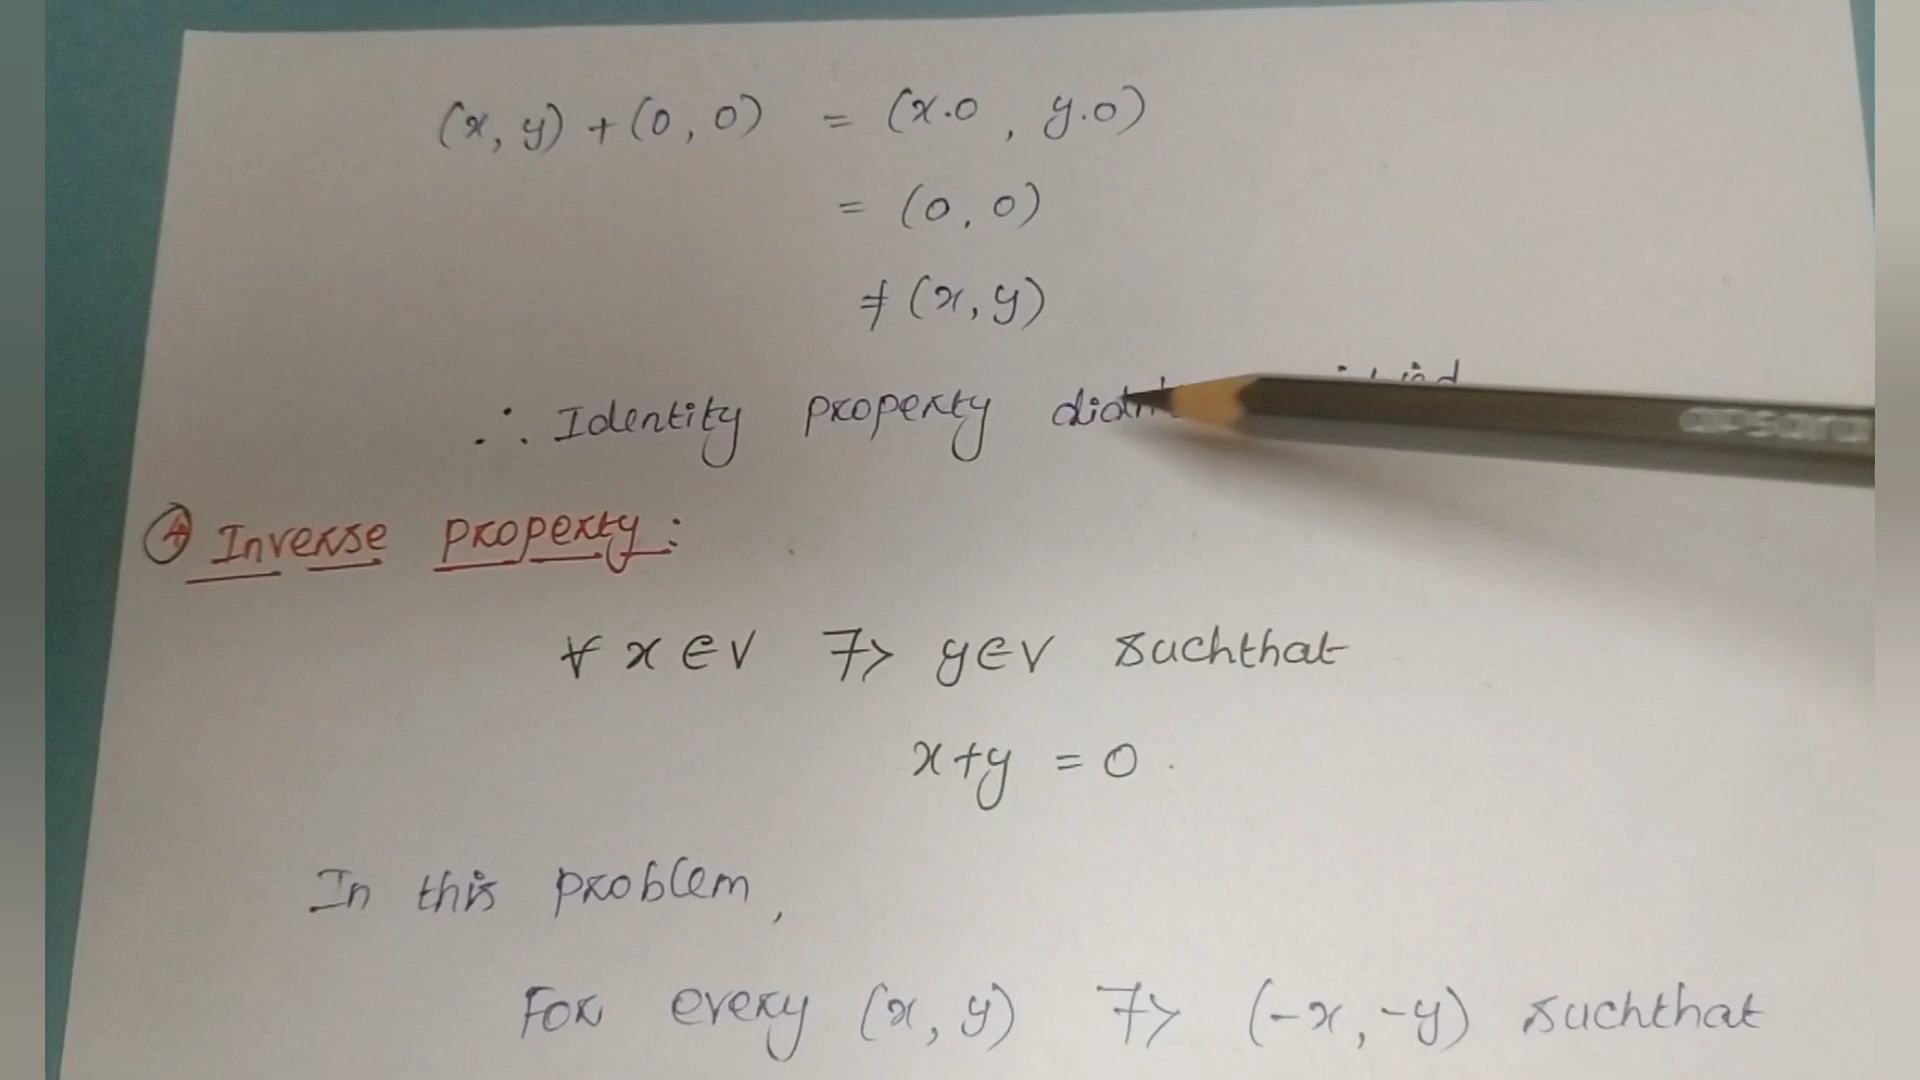 (x, y) + (0, 0) = (x.0 , y.0)
= (0, 0)
≠ (x, y)
∴ Identity property
④ Inverse property:
∀ x ∈ V ∃> y ∈ V suchthat
x+y = 0.
In this problem,
For every (x, y) ∃> (-x, -y) suchthat
apsara